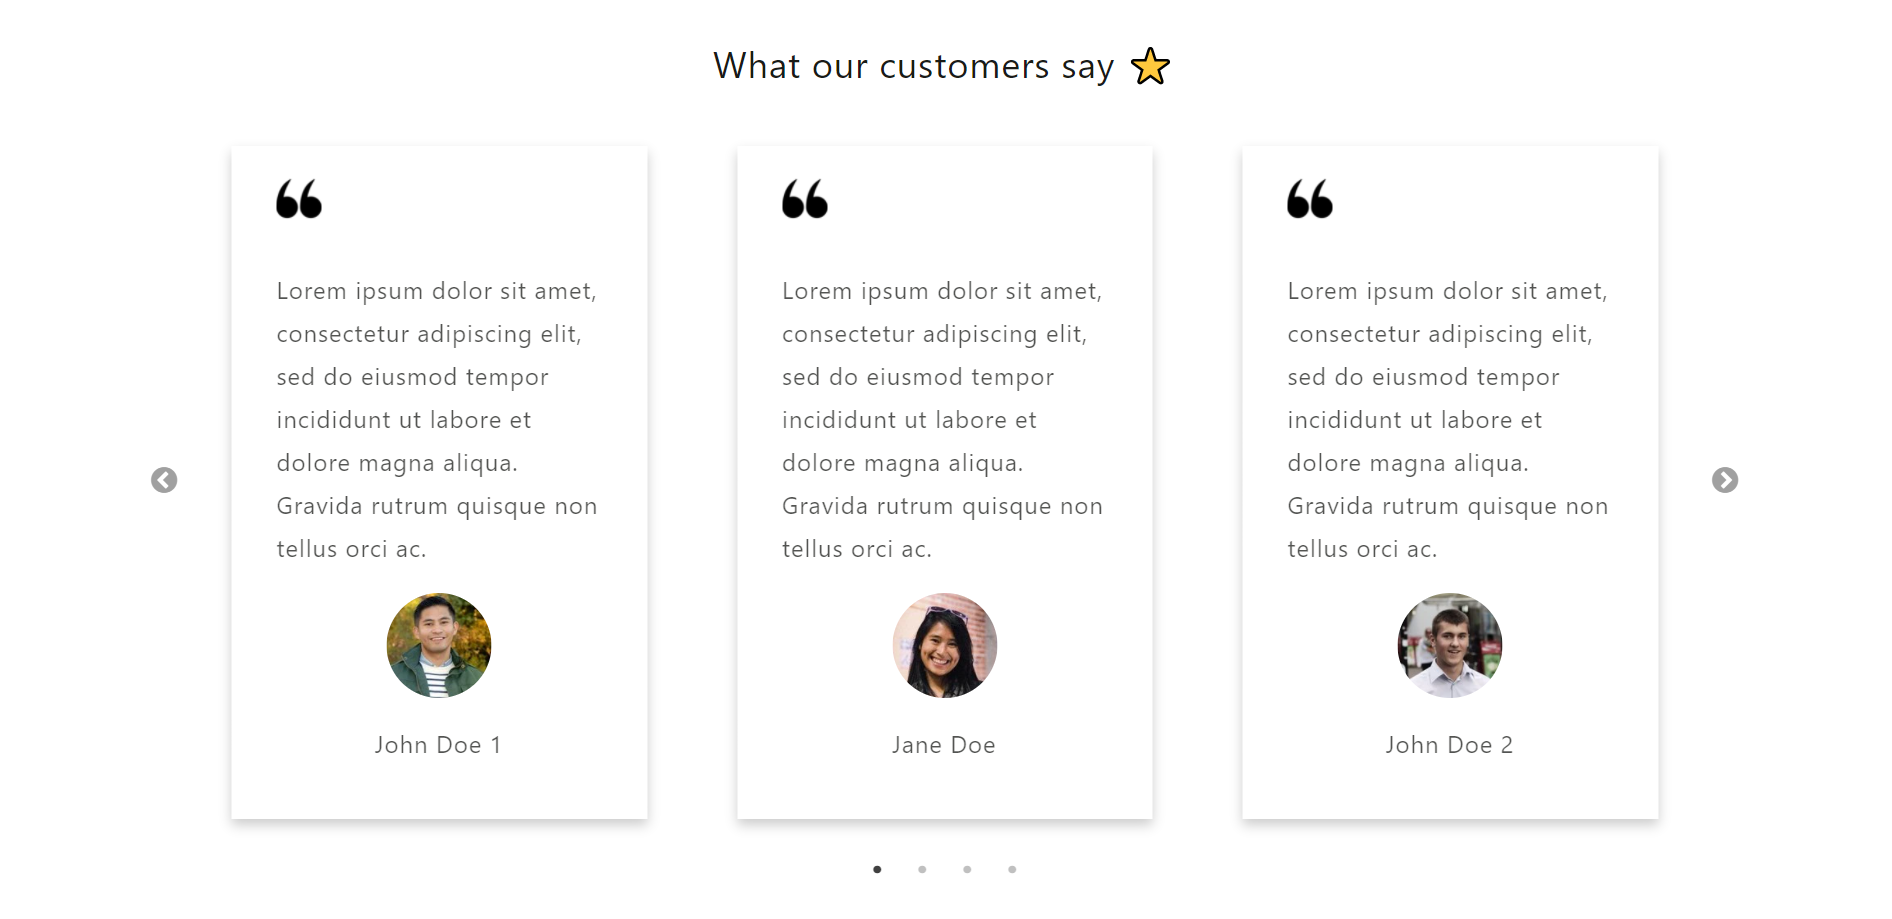 What our customers say ⭐
“
Lorem ipsum dolor sit amet,
consectetur adipiscing elit,
sed do eiusmod tempor
incididunt ut labore et
dolore magna aliqua.
Gravida rutrum quisque non
tellus orci ac.
John Doe 1
“
Lorem ipsum dolor sit amet,
consectetur adipiscing elit,
sed do eiusmod tempor
incididunt ut labore et
dolore magna aliqua.
Gravida rutrum quisque non
tellus orci ac.
Jane Doe
“
Lorem ipsum dolor sit amet,
consectetur adipiscing elit,
sed do eiusmod tempor
incididunt ut labore et
dolore magna aliqua.
Gravida rutrum quisque non
tellus orci ac.
John Doe 2